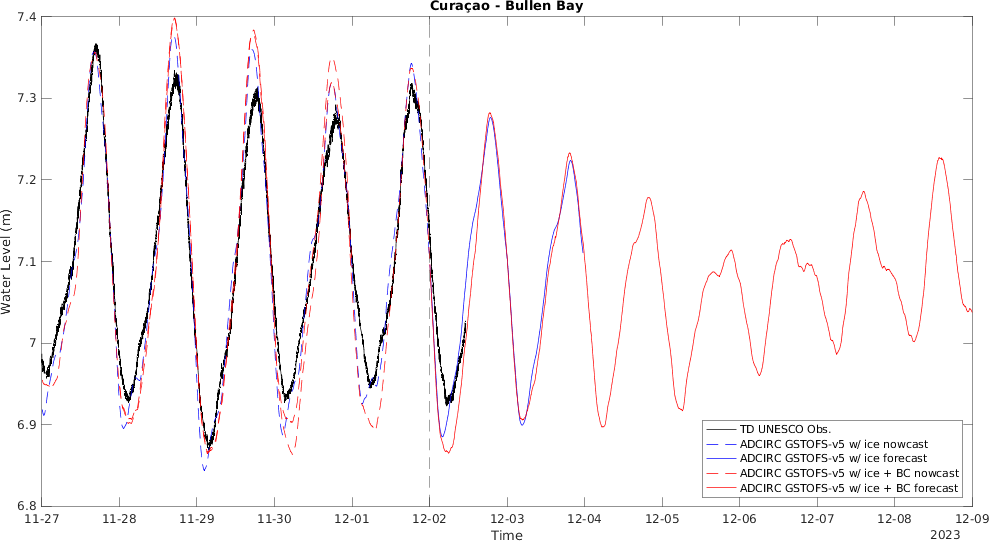 Curaçao - Bullen Bay
7.4
7.3
7.2
7.1
7
6.9
6.8
Water Level (m)
TD UNESCO Obs.
ADCIRC GSTOFS-v5 w/ ice nowcast
ADCIRC GSTOFS-v5 w/ ice forecast
ADCIRC GSTOFS-v5 w/ ice + BC nowcast
ADCIRC GSTOFS-v5 w/ ice + BC forecast
11-27 11-28 11-29 11-30 12-01 12-02 12-03 12-04 12-05 12-06 12-07 12-08 12-09
Time
2023